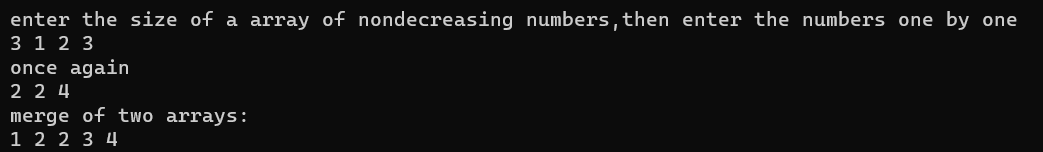 enter the size of a array of nondecreasing numbers,then enter the numbers one by one
3 1 2 3
once again
2 2 4
merge of two arrays:
1 2 2 3 4